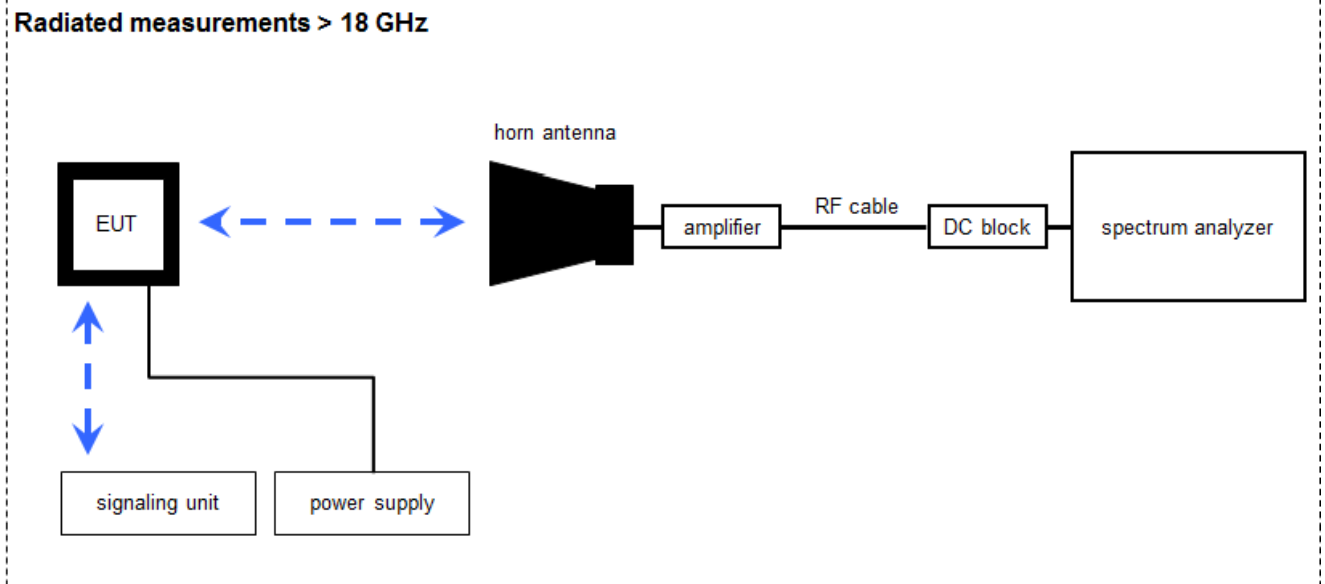 Radiated measurements > 18 GHz
horn antenna
EUT
amplifier
RF cable
DC block
spectrum analyzer
signaling unit
power supply